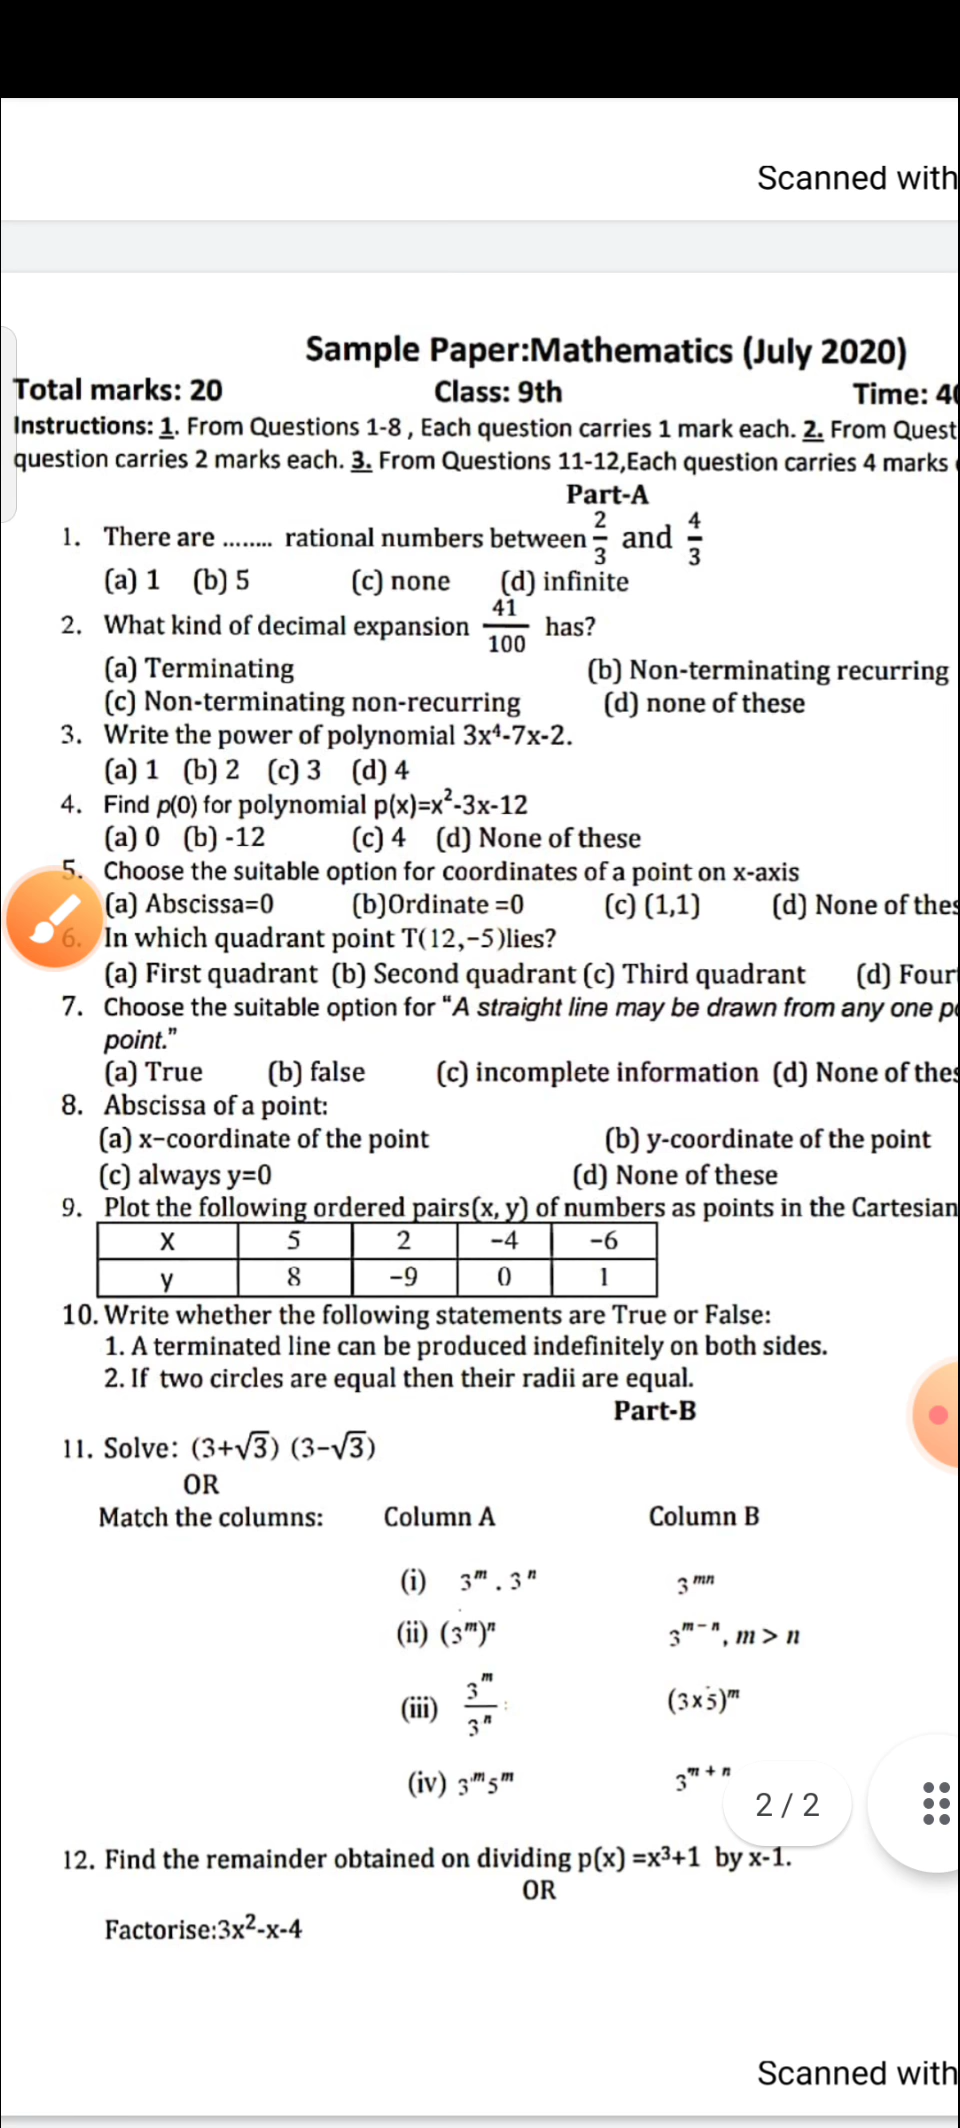 Scanned with
Sample Paper:Mathematics (July 2020)
Total marks: 20 Class: 9th Time: 40
Instructions: 1. From Questions 1-8 , Each question carries 1 mark each. 2. From Quest
question carries 2 marks each. 3. From Questions 11-12,Each question carries 4 marks
Part-A
1. There are ........ rational numbers between 2/3 and 4/3
(a) 1 (b) 5 (c) none (d) infinite
2. What kind of decimal expansion 41/100 has?
(a) Terminating (b) Non-terminating recurring
(c) Non-terminating non-recurring (d) none of these
3. Write the power of polynomial 3x⁴-7x-2.
(a) 1 (b) 2 (c) 3 (d) 4
4. Find p(0) for polynomial p(x)=x²-3x-12
(a) 0 (b) -12 (c) 4 (d) None of these
5. Choose the suitable option for coordinates of a point on x-axis
(a) Abscissa=0 (b)Ordinate =0 (c) (1,1) (d) None of thes
6. In which quadrant point T(12,−5)lies?
(a) First quadrant (b) Second quadrant (c) Third quadrant (d) Four
7. Choose the suitable option for “A straight line may be drawn from any one p
point.”
(a) True (b) false (c) incomplete information (d) None of thes
8. Abscissa of a point:
(a) x−coordinate of the point (b) y-coordinate of the point
(c) always y=0 (d) None of these
9. Plot the following ordered pairs(x, y) of numbers as points in the Cartesian
X 5 2 −4 −6
y 8 −9 0 1
10. Write whether the following statements are True or False:
1. A terminated line can be produced indefinitely on both sides.
2. If two circles are equal then their radii are equal.
Part-B
11. Solve: (3+√3) (3−√3)
OR
Match the columns: Column A Column B
(i) 3ᵐ . 3ⁿ 3ᵐⁿ
(ii) (3ᵐ)ⁿ 3ᵐ⁻ⁿ, m > n
(iii) 3ᵐ/3ⁿ (3x5)ᵐ
(iv) 3ᵐ5ᵐ 3ᵐ⁺ⁿ
2 / 2
12. Find the remainder obtained on dividing p(x) =x³+1 by x-1.
OR
Factorise:3x²-x-4
Scanned with